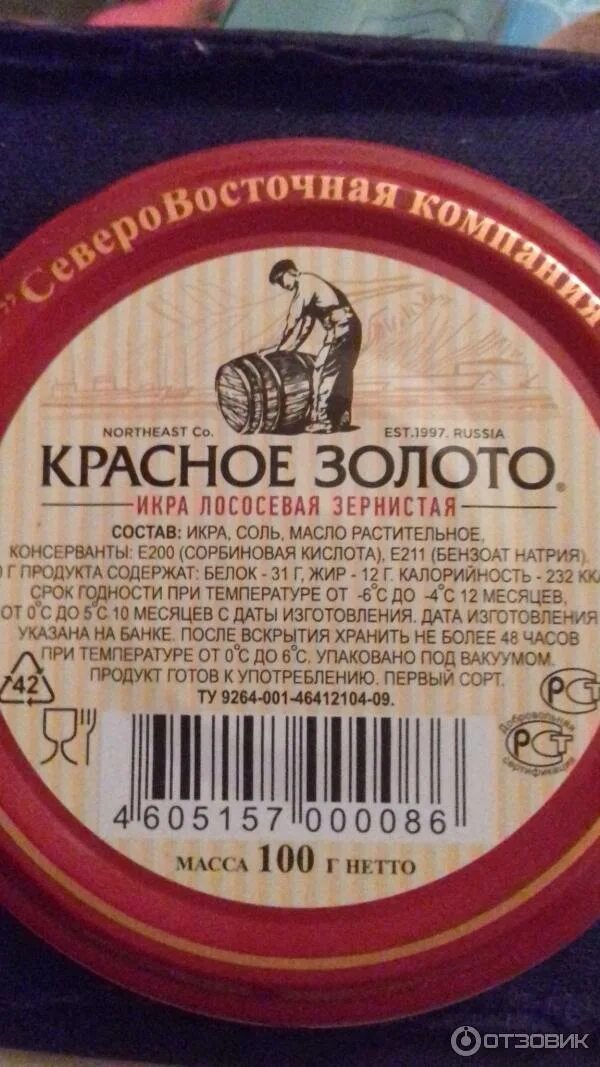 "СевероВосточная компания
NORTHEAST Co. EST.1997. RUSSIA
КРАСНОЕ ЗОЛОТО®
ИКРА ЛОСОСЕВАЯ ЗЕРНИСТАЯ
СОСТАВ: ИКРА, СОЛЬ, МАСЛО РАСТИТЕЛЬНОЕ,
КОНСЕРВАНТЫ: Е200 (СОРБИНОВАЯ КИСЛОТА), Е211 (БЕНЗОАТ НАТРИЯ).
0 Г ПРОДУКТА СОДЕРЖАТ: БЕЛОК - 31 Г, ЖИР - 12 Г. КАЛОРИЙНОСТЬ - 232 ККА
СРОК ГОДНОСТИ ПРИ ТЕМПЕРАТУРЕ ОТ -6°С ДО -4°С 12 МЕСЯЦЕВ,
ОТ 0°С ДО 5°С 10 МЕСЯЦЕВ С ДАТЫ ИЗГОТОВЛЕНИЯ. ДАТА ИЗГОТОВЛЕНИЯ
УКАЗАНА НА БАНКЕ. ПОСЛЕ ВСКРЫТИЯ ХРАНИТЬ НЕ БОЛЕЕ 48 ЧАСОВ
ПРИ ТЕМПЕРАТУРЕ ОТ 0°С ДО 6°С. УПАКОВАНО ПОД ВАКУУМОМ.
ПРОДУКТ ГОТОВ К УПОТРЕБЛЕНИЮ. ПЕРВЫЙ СОРТ.
42
ТУ 9264-001-46412104-09.
РСТ
Добровольная
РСТ
сертификация
4 605157 000086
МАССА 100 Г НЕТТО
ОТЗОВИК